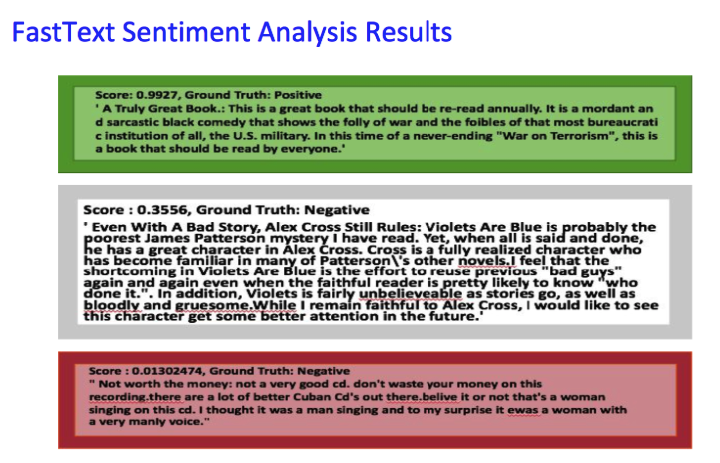 FastText Sentiment Analysis Results
Score: 0.9927, Ground Truth: Positive
' A Truly Great Book.: This is a great book that should be re-read annually. It is a mordant an
d sarcastic black comedy that shows the folly of war and the foibles of that most bureaucrati
c institution of all, the U.S. military. In this time of a never-ending "War on Terrorism", this is
a book that should be read by everyone.'
Score : 0.3556, Ground Truth: Negative
' Even With A Bad Story, Alex Cross Still Rules: Violets Are Blue is probably the
poorest James Patterson mystery I have read. Yet, when all is said and done,
he has a great character in Alex Cross. Cross is a fully realized character who
has become familiar in many of Patterson\'s other novels.I feel that the
shortcoming in Violets Are Blue is the effort to reuse previous "bad guys"
again and again even when the faithful reader is pretty likely to know "who
done it.". In addition, Violets is fairly unbelieveable as stories go, as well as
bloodly and gruesome.While I remain faithful to Alex Cross, I would like to see
this character get some better attention in the future.'
Score : 0.01302474, Ground Truth: Negative
" Not worth the money: not a very good cd. don't waste your money on this
recording.there are a lot of better Cuban Cd's out there.belive it or not that's a woman
singing on this cd. I thought it was a man singing and to my surprise it ewas a woman with
a very manly voice."